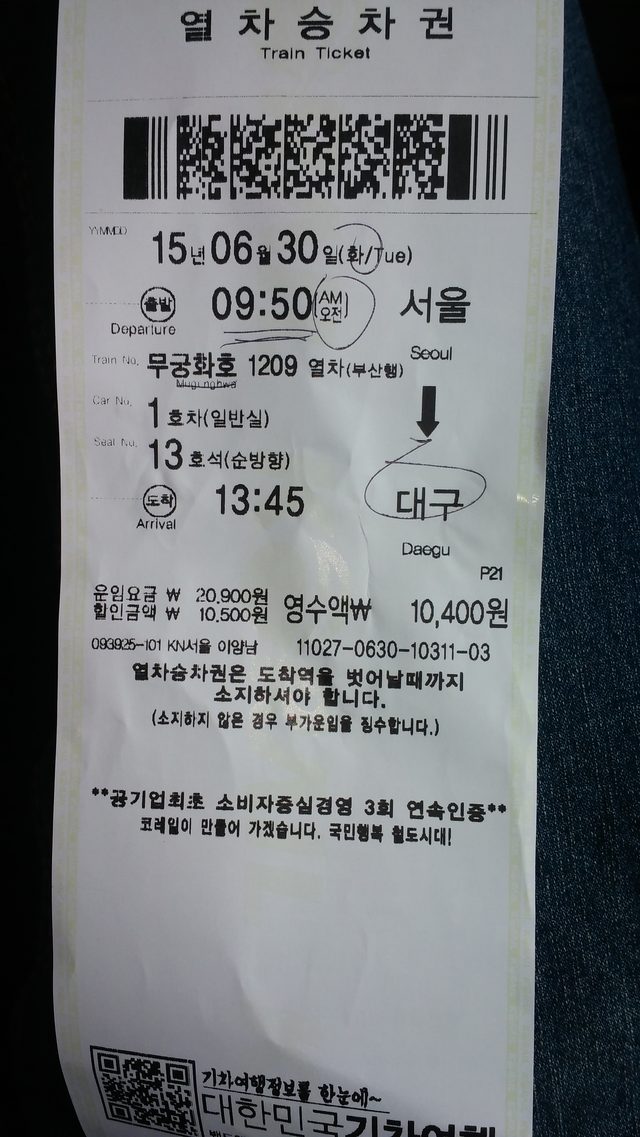 열차승차권
Train Ticket
YYMMDD
15년 06월 30일(화/Tue)
출발 09:50(AM 오전) 서울
Departure Seoul
Train No. 무궁화호 1209 열차(부산행)
Mugunghwa
Car No. 1 호차(일반실)
Seat No. 13 호석(순방향)
도착 13:45 대구
Arrival Daegu
P21
운임요금 ₩ 20,900원
할인금액 ₩ 10,500원 영수액₩ 10,400원
093925-101 KN서울 이양남 11027-0630-10311-03
열차승차권은 도착역을 벗어날때까지
소지하셔야 합니다.
(소지하지 않은 경우 부가운임을 징수합니다.)
**공기업최초 소비자중심경영 3회 연속인증**
코레일이 만들어 가겠습니다. 국민행복 철도시대!
기차여행정보를 한눈에~
대한민국기차여행